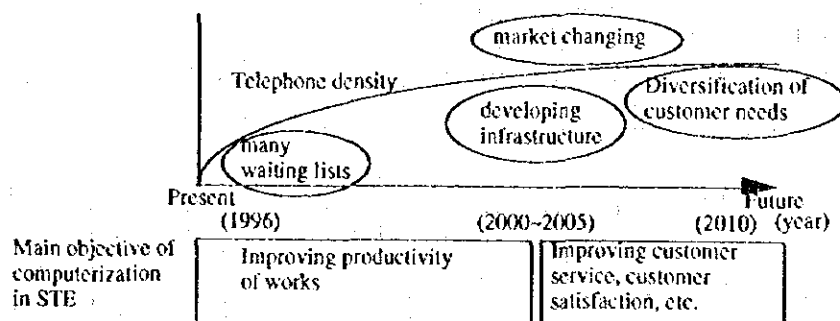 market changing
Telephone density
Diversification of
customer needs
developing
infrastructure
many
waiting lists
Present
Future
(1996)
(2000~2005)
(2010)
(year)
Main objective of
computerization
in STE
Improving productivity
of works
Improving customer
service, customer
satisfaction, etc.